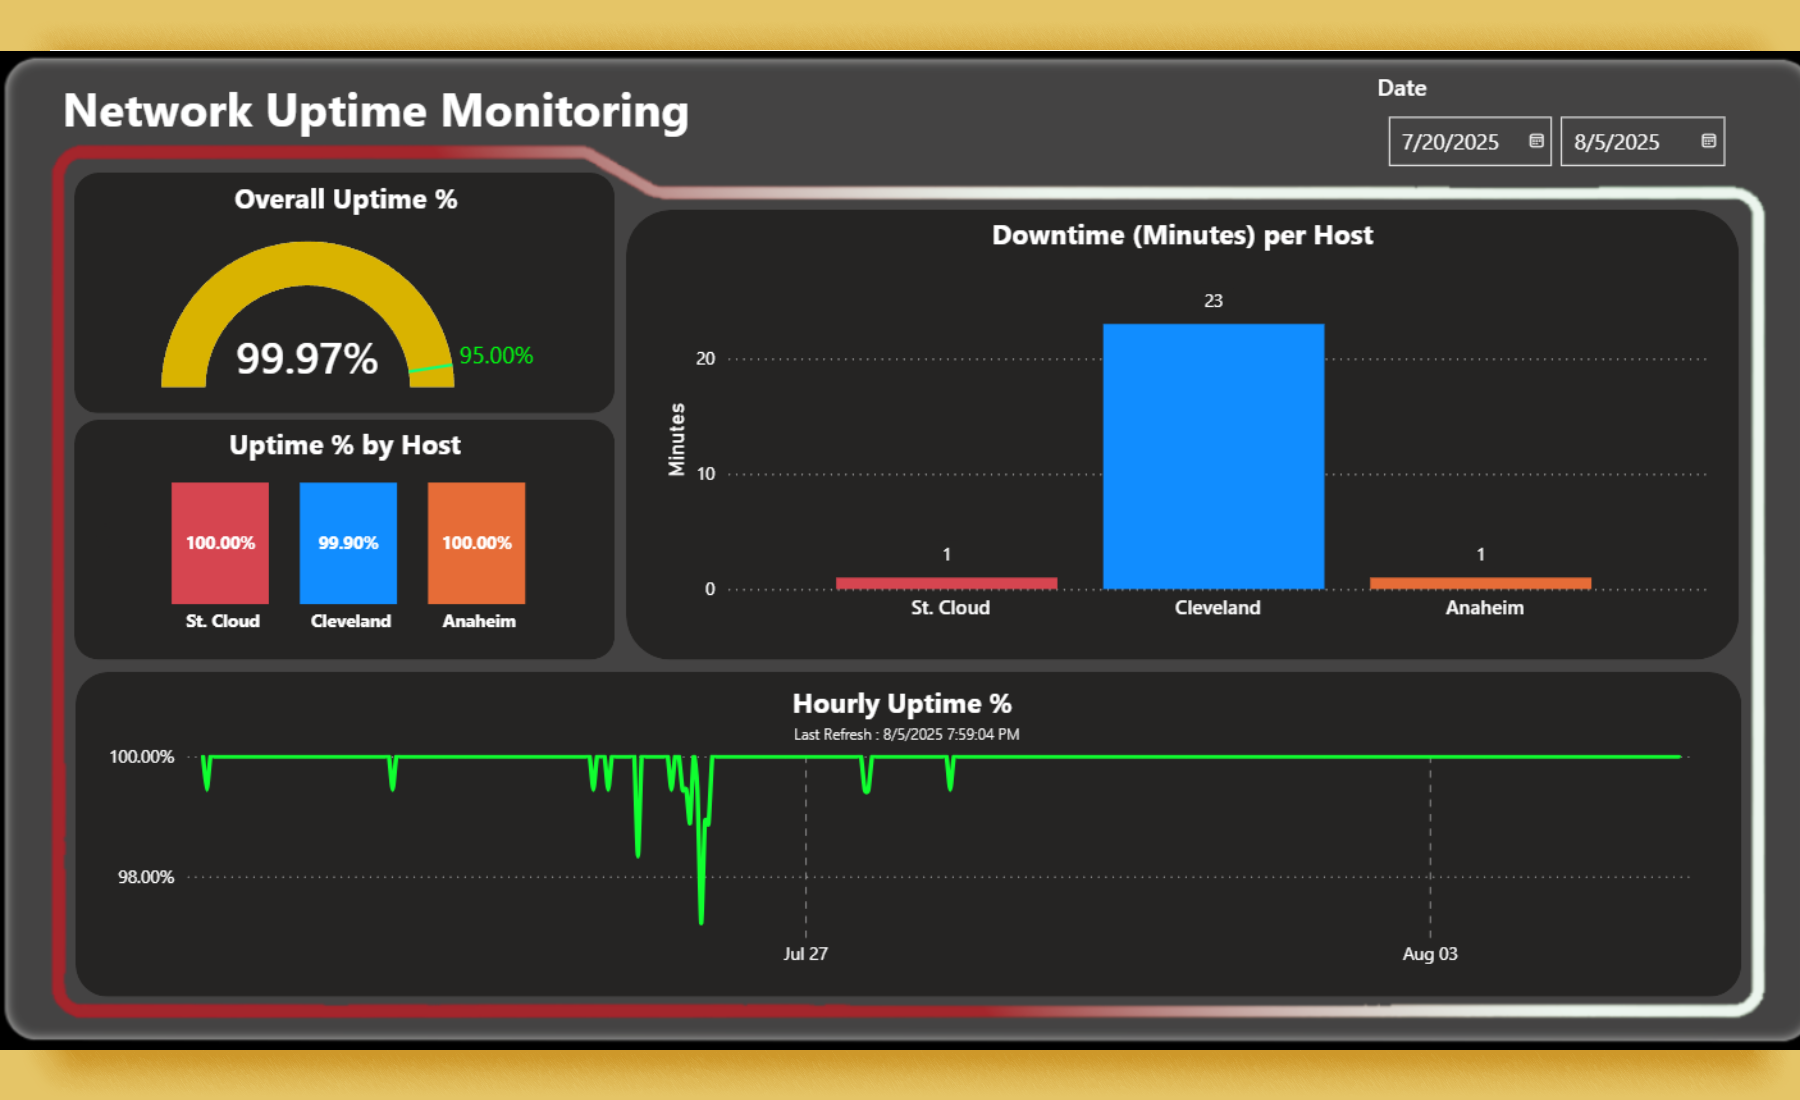 Network Uptime Monitoring
Date
7/20/2025
8/5/2025
Overall Uptime %
99.97%
95.00%
Uptime % by Host
100.00%
99.90%
100.00%
St. Cloud
Cleveland
Anaheim
Downtime (Minutes) per Host
Minutes
20
10
0
23
1
1
St. Cloud
Cleveland
Anaheim
Hourly Uptime %
Last Refresh : 8/5/2025 7:59:04 PM
100.00%
98.00%
Jul 27
Aug 03